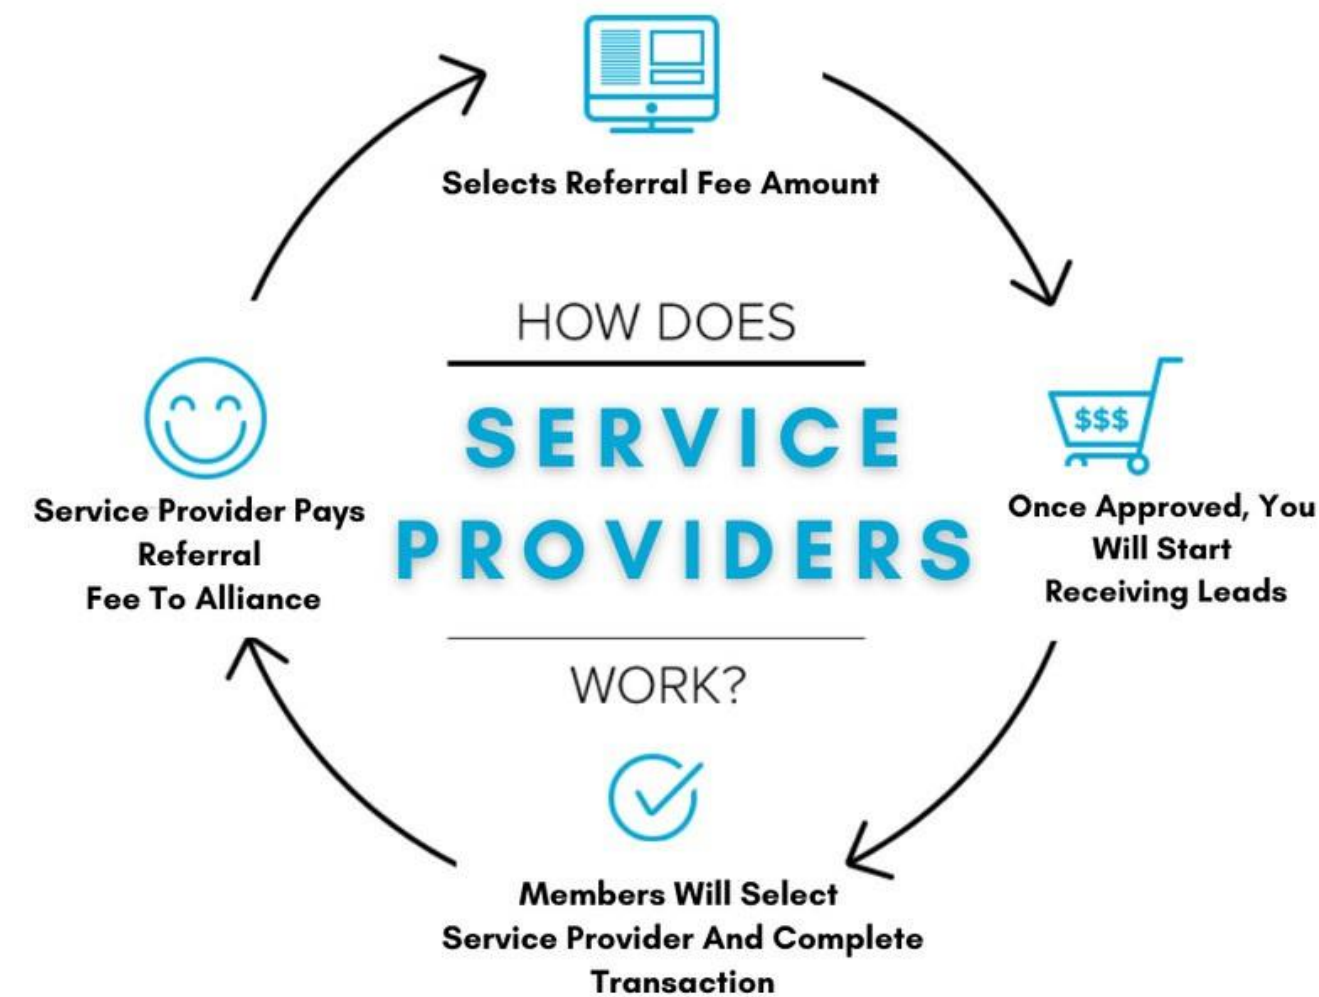 Selects Referral Fee Amount
HOW DOES
SERVICE
PROVIDERS
WORK?
$$$
Once Approved, You
Will Start
Receiving Leads
Members Will Select
Service Provider And Complete
Transaction
Service Provider Pays
Referral
Fee To Alliance